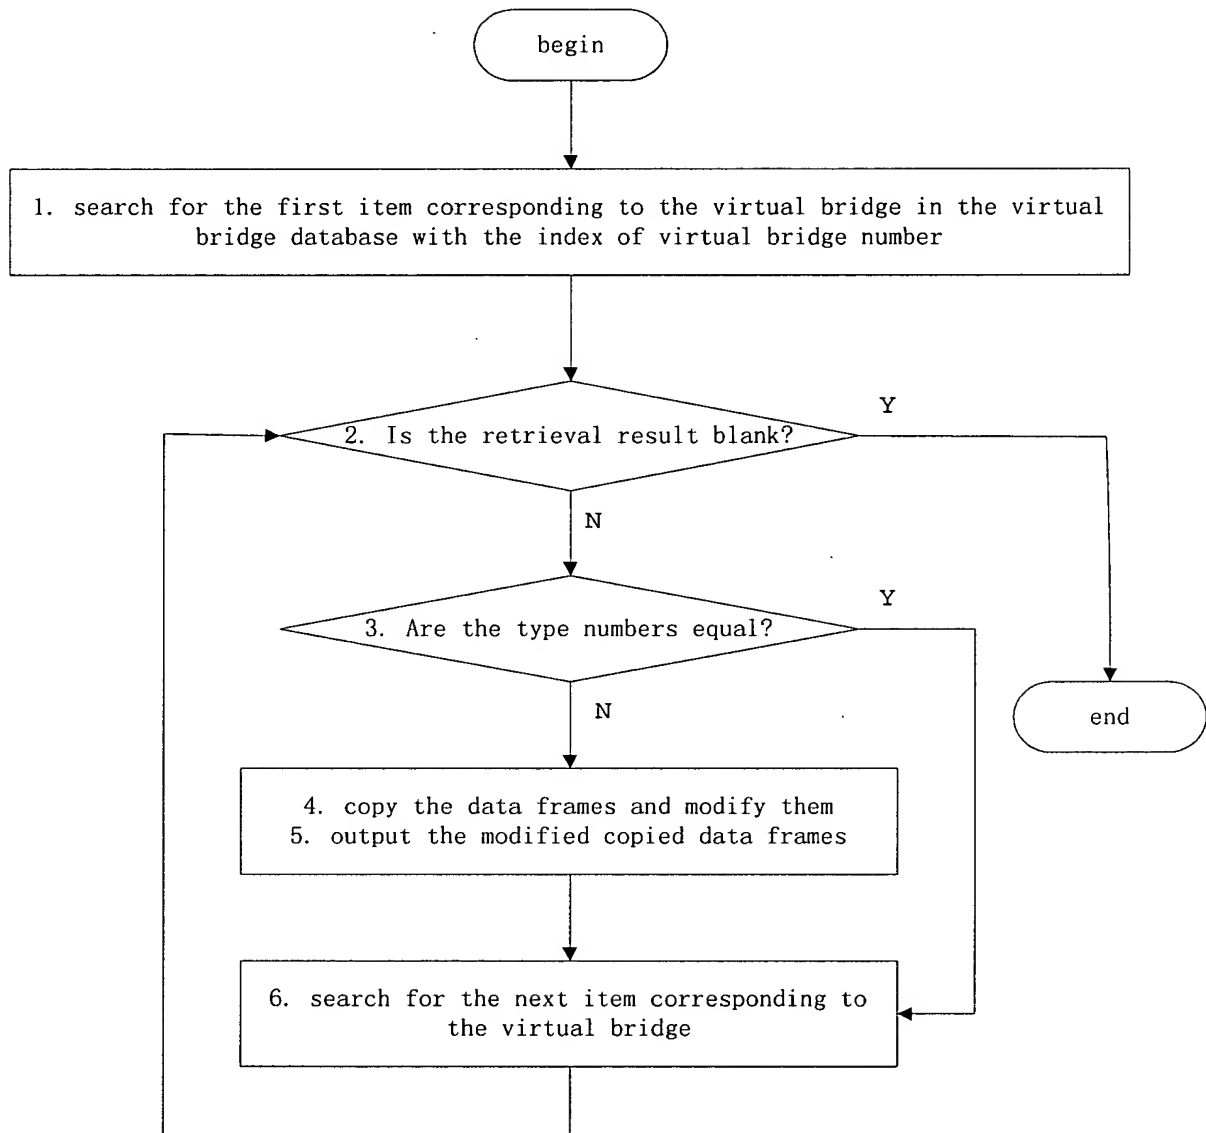 begin
1. search for the first item corresponding to the virtual bridge in the virtual
bridge database with the index of virtual bridge number
Y
2. Is the retrieval result blank?
N
Y
3. Are the type numbers equal?
N
end
4. copy the data frames and modify them
5. output the modified copied data frames
6. search for the next item corresponding to
the virtual bridge